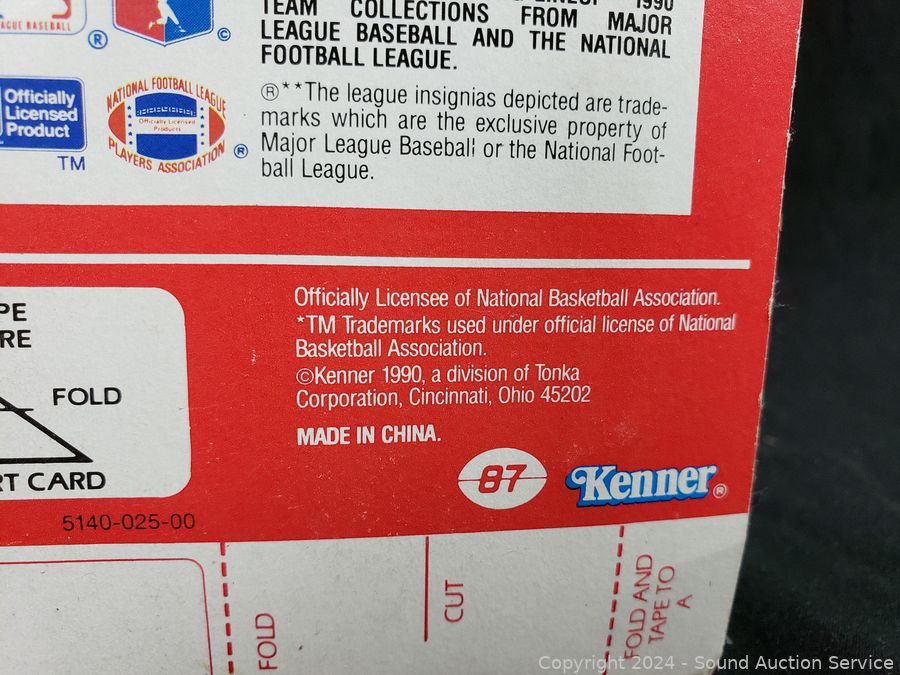 1990
TEAM COLLECTIONS FROM MAJOR
LEAGUE BASEBALL AND THE NATIONAL
FOOTBALL LEAGUE.
®**The league insignias depicted are trade-
marks which are the exclusive property of
Major League Baseball or the National Foot-
ball League.
BASEBALL
®
©
Officially
Licensed
Product
TM
NATIONAL FOOTBALL LEAGUE
Officially Licensed
Products
PLAYERS ASSOCIATION
®
Officially Licensee of National Basketball Association.
*TM Trademarks used under official license of National
Basketball Association.
©Kenner 1990, a division of Tonka
Corporation, Cincinnati, Ohio 45202
MADE IN CHINA.
87
Kenner®
PE
RE
FOLD
RT CARD
5140-025-00
FOLD
CUT
FOLD AND
TAPE TO
A
Copyright 2024 - Sound Auction Service